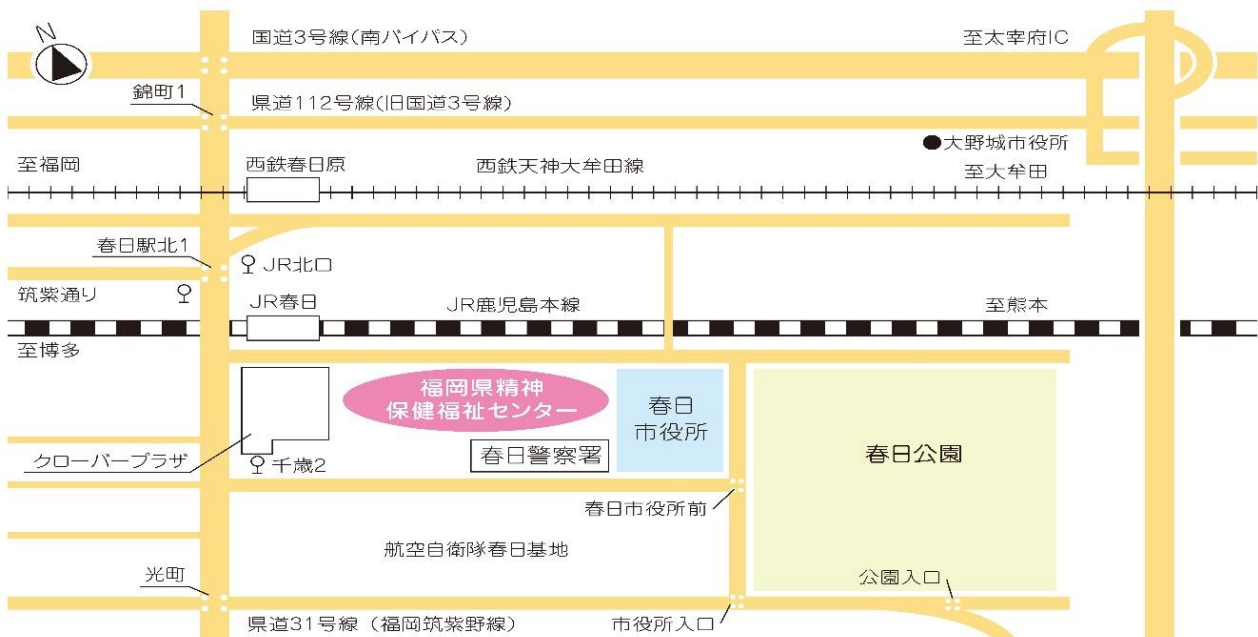 N
国道3号線(南バイパス)
至太宰府IC
錦町1
県道112号線(旧国道3号線)
●大野城市役所
至福岡
西鉄春日原
西鉄天神大牟田線
至大牟田
春日駅北1
JR北口
筑紫通り
JR春日
JR鹿児島本線
至熊本
至博多
福岡県精神
保健福祉センター
春日
市役所
春日公園
クローバープラザ
千歳2
春日警察署
春日市役所前
航空自衛隊春日基地
光町
公園入口
県道31号線（福岡筑紫野線）
市役所入口